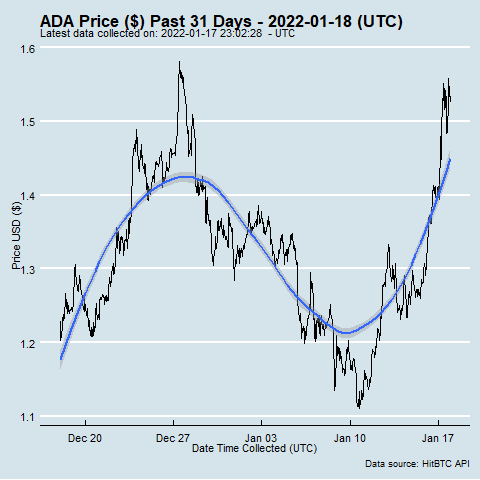 ADA Price ($) Past 31 Days - 2022-01-18 (UTC)
Latest data collected on: 2022-01-17 23:02:28  - UTC
1.6
1.5
1.4
1.3
1.2
1.1
Price USD ($)
Dec 20 Dec 27 Jan 03 Jan 10 Jan 17
Date Time Collected (UTC)
Data source: HitBTC API